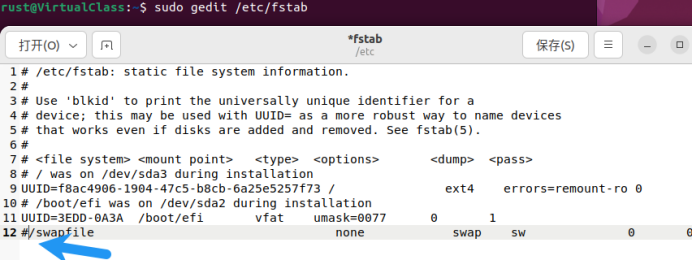 rust@VirtualClass:~$ sudo gedit /etc/fstab
打开(O)
*fstab
/etc
保存(S)
1 # /etc/fstab: static file system information.
2 #
3 # Use 'blkid' to print the universally unique identifier for a
4 # device; this may be used with UUID= as a more robust way to name devices
5 # that works even if disks are added and removed. See fstab(5).
6 #
7 # <file system> <mount point>   <type>  <options>       <dump>  <pass>
8 # / was on /dev/sda3 during installation
9 UUID=f8ac4906-1904-47c5-b8cb-6a25e5257f73 /               ext4    errors=remount-ro 0
10 # /boot/efi was on /dev/sda2 during installation
11 UUID=3EDD-0A3A  /boot/efi       vfat    umask=0077      0       1
12 #/swapfile                                 none            swap    sw              0       0